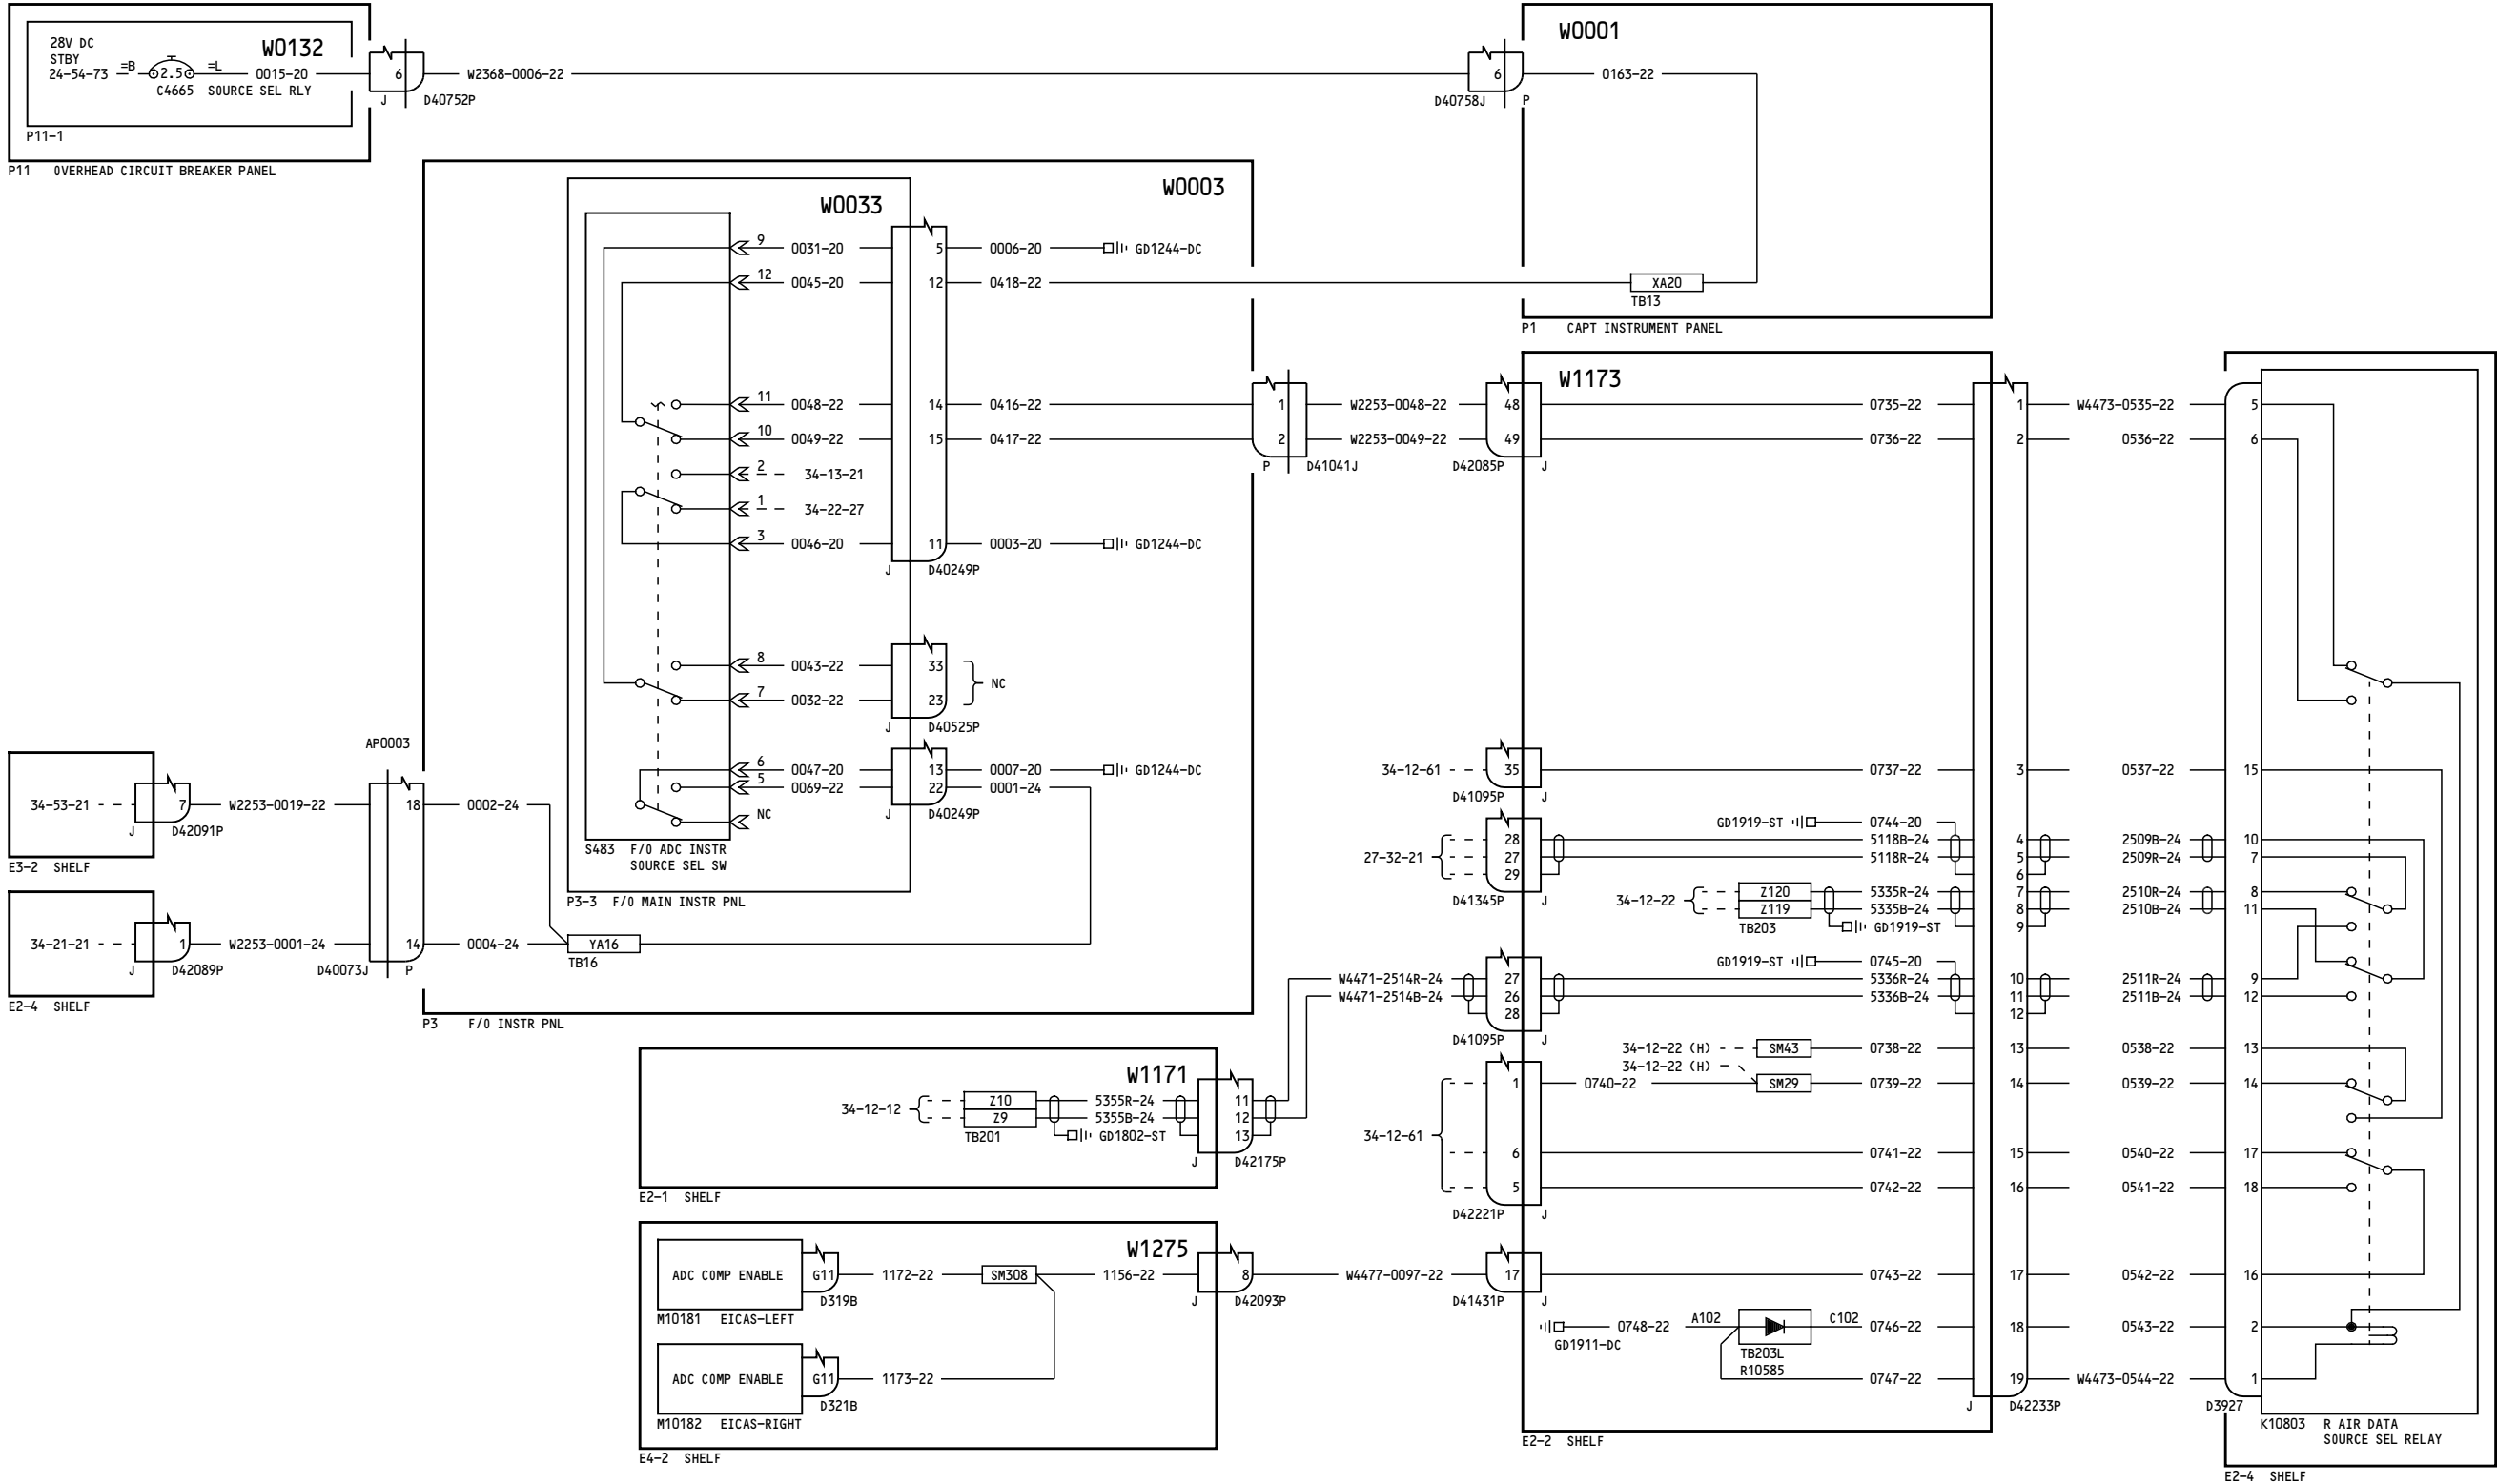 28V DC
STBY
24-54-73 =B 2.5 =L 0015-20
C4665 SOURCE SEL RLY
W0132
P11-1
P11 OVERHEAD CIRCUIT BREAKER PANEL
6
J D40752P
W2368-0006-22
6
D40758J P
W0001
0163-22
XA20
TB13
P1 CAPT INSTRUMENT PANEL
W0003
W0033
9 0031-20 5 0006-20 GD1244-DC
12 0045-20 12 0418-22
11 0048-22 14 0416-22
10 0049-22 15 0417-22
2 34-13-21
1 34-22-27
3 0046-20 11 0003-20 GD1244-DC
J D40249P
8 0043-22 33
7 0032-22 23
NC
J D40525P
6 0047-20 13 0007-20 GD1244-DC
5 0069-22 22 0001-24
NC
J D40249P
S483 F/O ADC INSTR
SOURCE SEL SW
P3-3 F/O MAIN INSTR PNL
YA16
TB16
P3 F/O INSTR PNL
1
2
P D41041J
W2253-0048-22
W2253-0049-22
AP0003
34-53-21 7 W2253-0019-22 18 0002-24
J D42091P
E3-2 SHELF
34-21-21 1 W2253-0001-24 14 0004-24
J D42089P
D40073J P
E2-4 SHELF
W1171
34-12-12
Z10 5355R-24 11
Z9 5355B-24 12
TB201 GD1802-ST 13
J D42175P
E2-1 SHELF
W4471-2514R-24
W4471-2514B-24
W1275
ADC COMP ENABLE G11 1172-22 SM308 1156-22 8
D319B
M10181 EICAS-LEFT
J D42093P
ADC COMP ENABLE G11 1173-22
D321B
M10182 EICAS-RIGHT
E4-2 SHELF
W4477-0097-22
W1173
48 0735-22 1 W4473-0535-22 5
49 0736-22 2 0536-22 6
D42085P J
34-12-61 35 0737-22 3 0537-22 15
D41095P J
GD1919-ST 0744-20
27-32-21
28 5118B-24 4 2509B-24 10
27 5118R-24 5 2509R-24 7
29 6
D41345P J
34-12-22
Z120 5335R-24 7 2510R-24 8
Z119 5335B-24 8 2510B-24 11
TB203 GD1919-ST 9
GD1919-ST 0745-20
27 5336R-24 10 2511R-24 9
26 5336B-24 11 2511B-24 12
28 12
D41095P J
34-12-22 (H) SM43 0738-22 13 0538-22 13
34-12-22 (H)
34-12-61
1 0740-22 SM29 0739-22 14 0539-22 14
6 0741-22 15 0540-22 17
5 0742-22 16 0541-22 18
D42221P J
17 0743-22 17 0542-22 16
D41431P J
0748-22 A102 C102 0746-22 18 0543-22 2
GD1911-DC
TB203L
R10585
0747-22 19 W4473-0544-22 1
J D42233P
E2-2 SHELF
D3927
K10803 R AIR DATA
SOURCE SEL RELAY
E2-4 SHELF